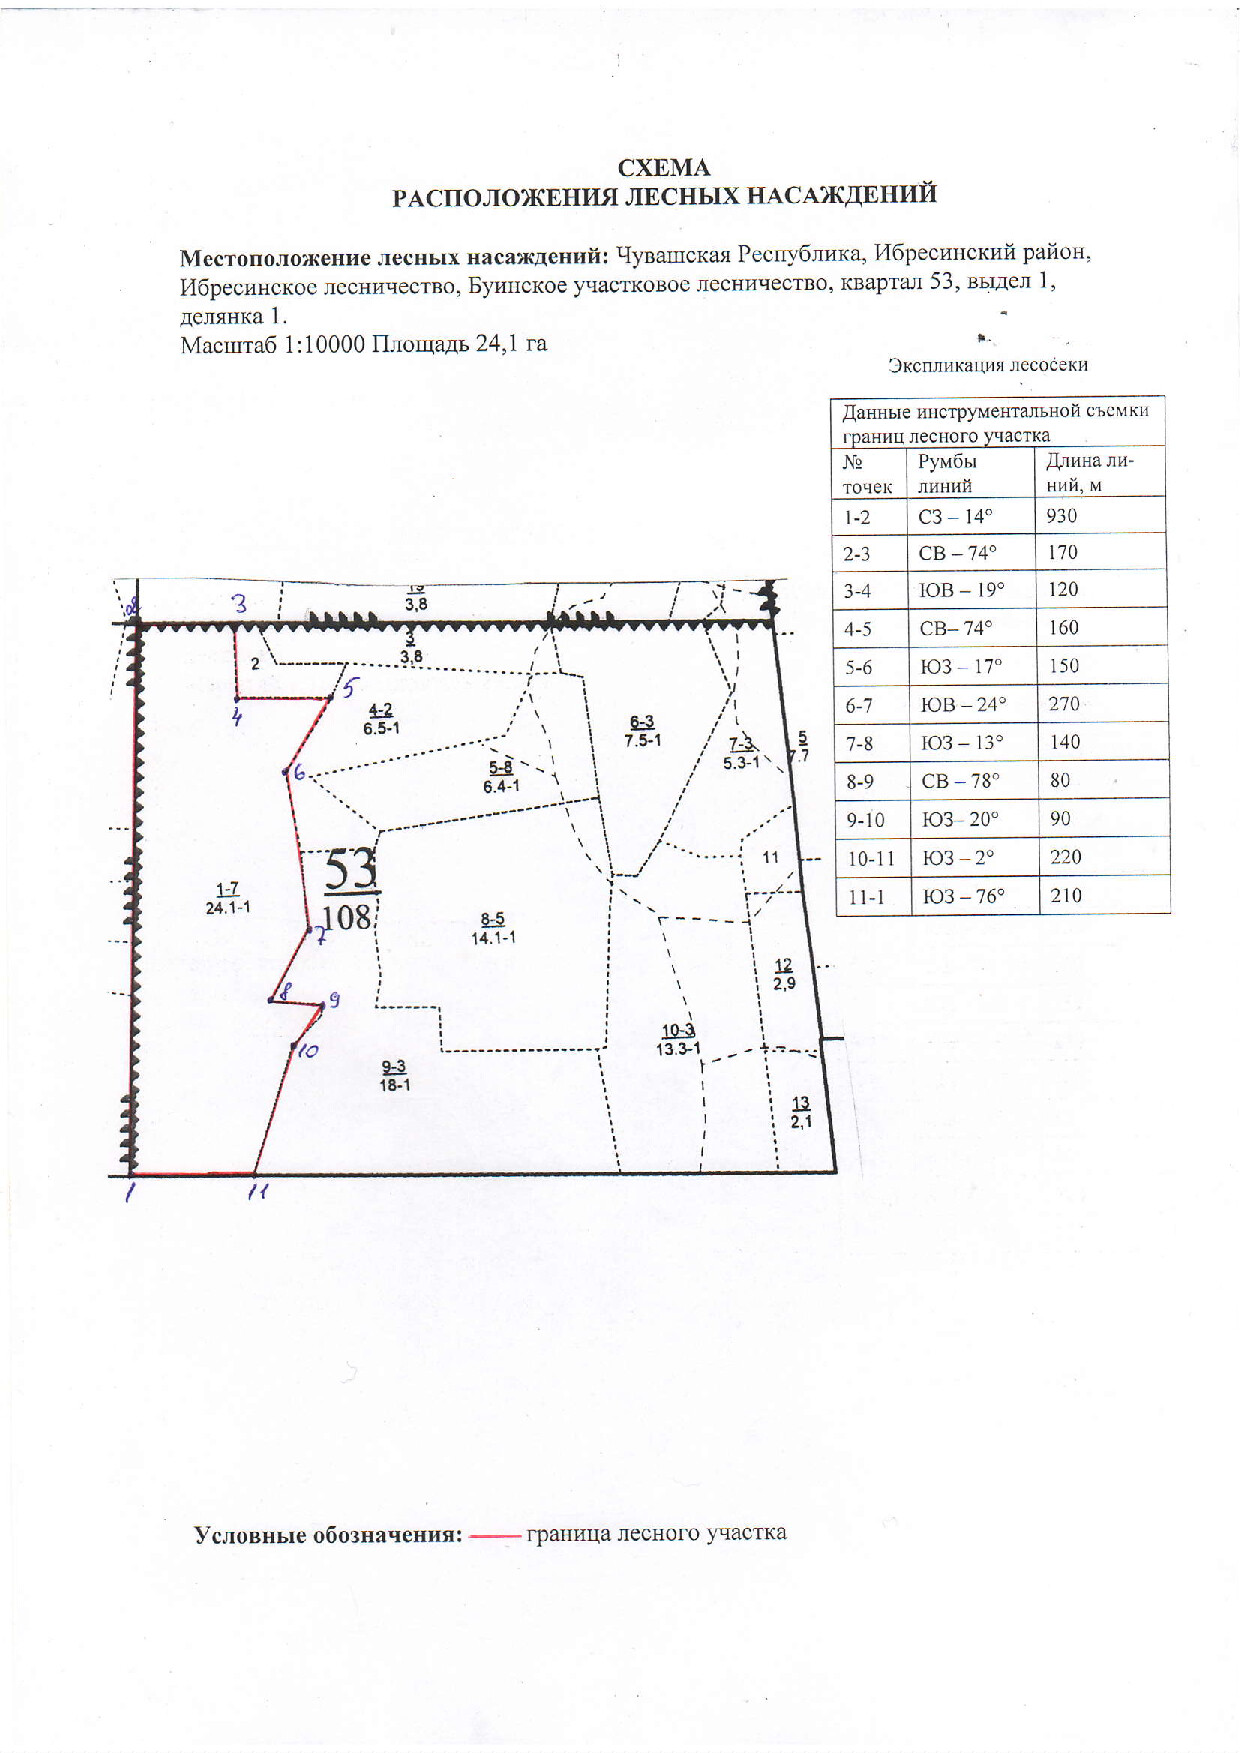 СХЕМА
РАСПОЛОЖЕНИЯ ЛЕСНЫХ НАСАЖДЕНИЙ
Местоположение лесных насаждений: Чувашская Республика, Ибресинский район,
Ибресинское лесничество, Буинское участковое лесничество, квартал 53, выдел 1,
делянка 1.
Масштаб 1:10000 Площадь 24,1 га
Экспликация лесосеки
Данные инструментальной съемки
границ лесного участка
№ точек Румбы линий Длина ли-
ний, м
1-2 СЗ – 14° 930
2-3 СВ – 74° 170
3-4 ЮВ – 19° 120
4-5 СВ– 74° 160
5-6 ЮЗ – 17° 150
6-7 ЮВ – 24° 270
7-8 ЮЗ – 13° 140
8-9 СВ – 78° 80
9-10 ЮЗ– 20° 90
10-11 ЮЗ – 2° 220
11-1 ЮЗ – 76° 210
3,8
3
2
3
3,8
4
5
4-2
6.5-1
6-3
7.5-1
7-3
5.3-1
5
7.7
6
5-8
6.4-1
11
53
108
1-7
24.1-1
7
8-5
14.1-1
12
2,9
8
9
10
10-3
13.3-1
9-3
18-1
13
2,1
1
11
Условные обозначения: граница лесного участка